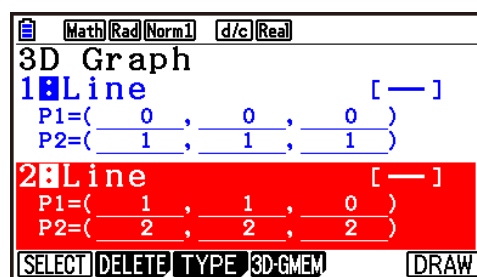 Math Rad Norm1 d/c Real
3D Graph
1:Line [—]
P1=( 0 , 0 , 0 )
P2=( 1 , 1 , 1 )
2:Line [—]
P1=( 1 , 1 , 0 )
P2=( 2 , 2 , 2 )
SELECT DELETE TYPE 3D-GMEM DRAW